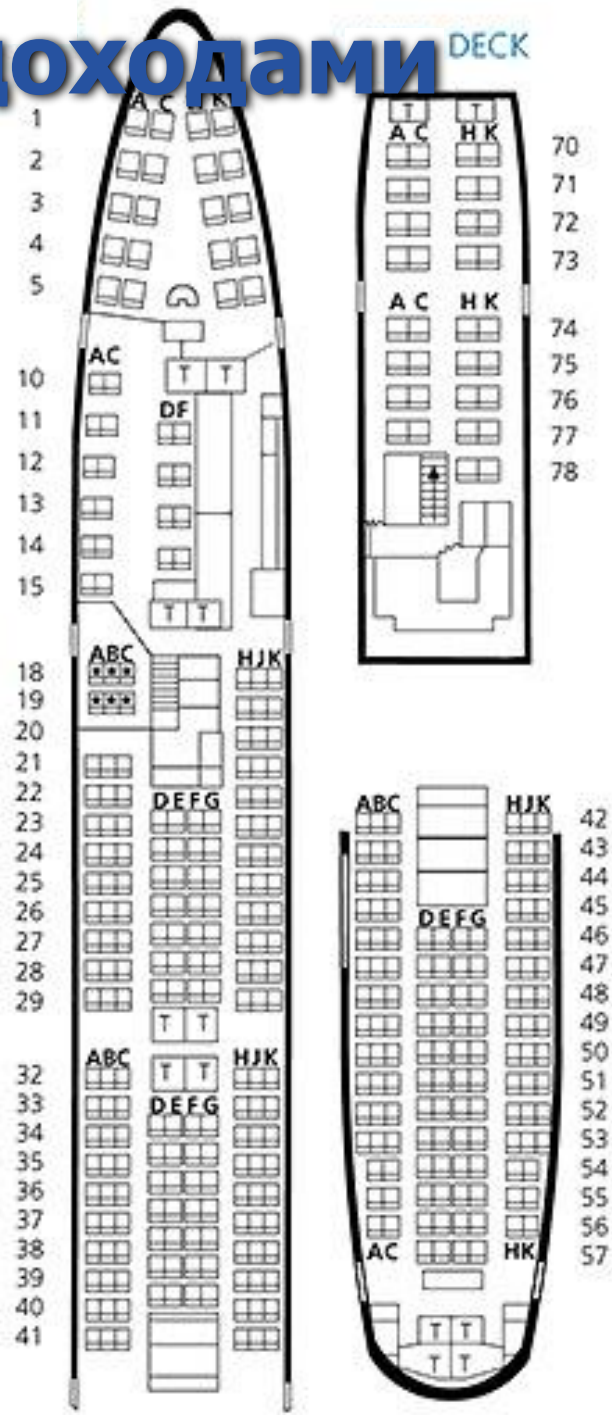 доходами
DECK
A C H K
1
2
3
4
5
AC
10
T T
DF
11
12
13
14
15
T T
ABC
HJK
18
19
20
21
22
DEFG
23
24
25
26
27
28
29
T T
ABC
T T
HJK
32
33
DEFG
34
35
36
37
38
39
40
41
T T
A C H K
70
71
72
73
A C H K
74
75
76
77
78
ABC
HJK
42
43
44
45
DEFG
46
47
48
49
50
51
52
53
54
55
56
AC
HK
57
T T
T T